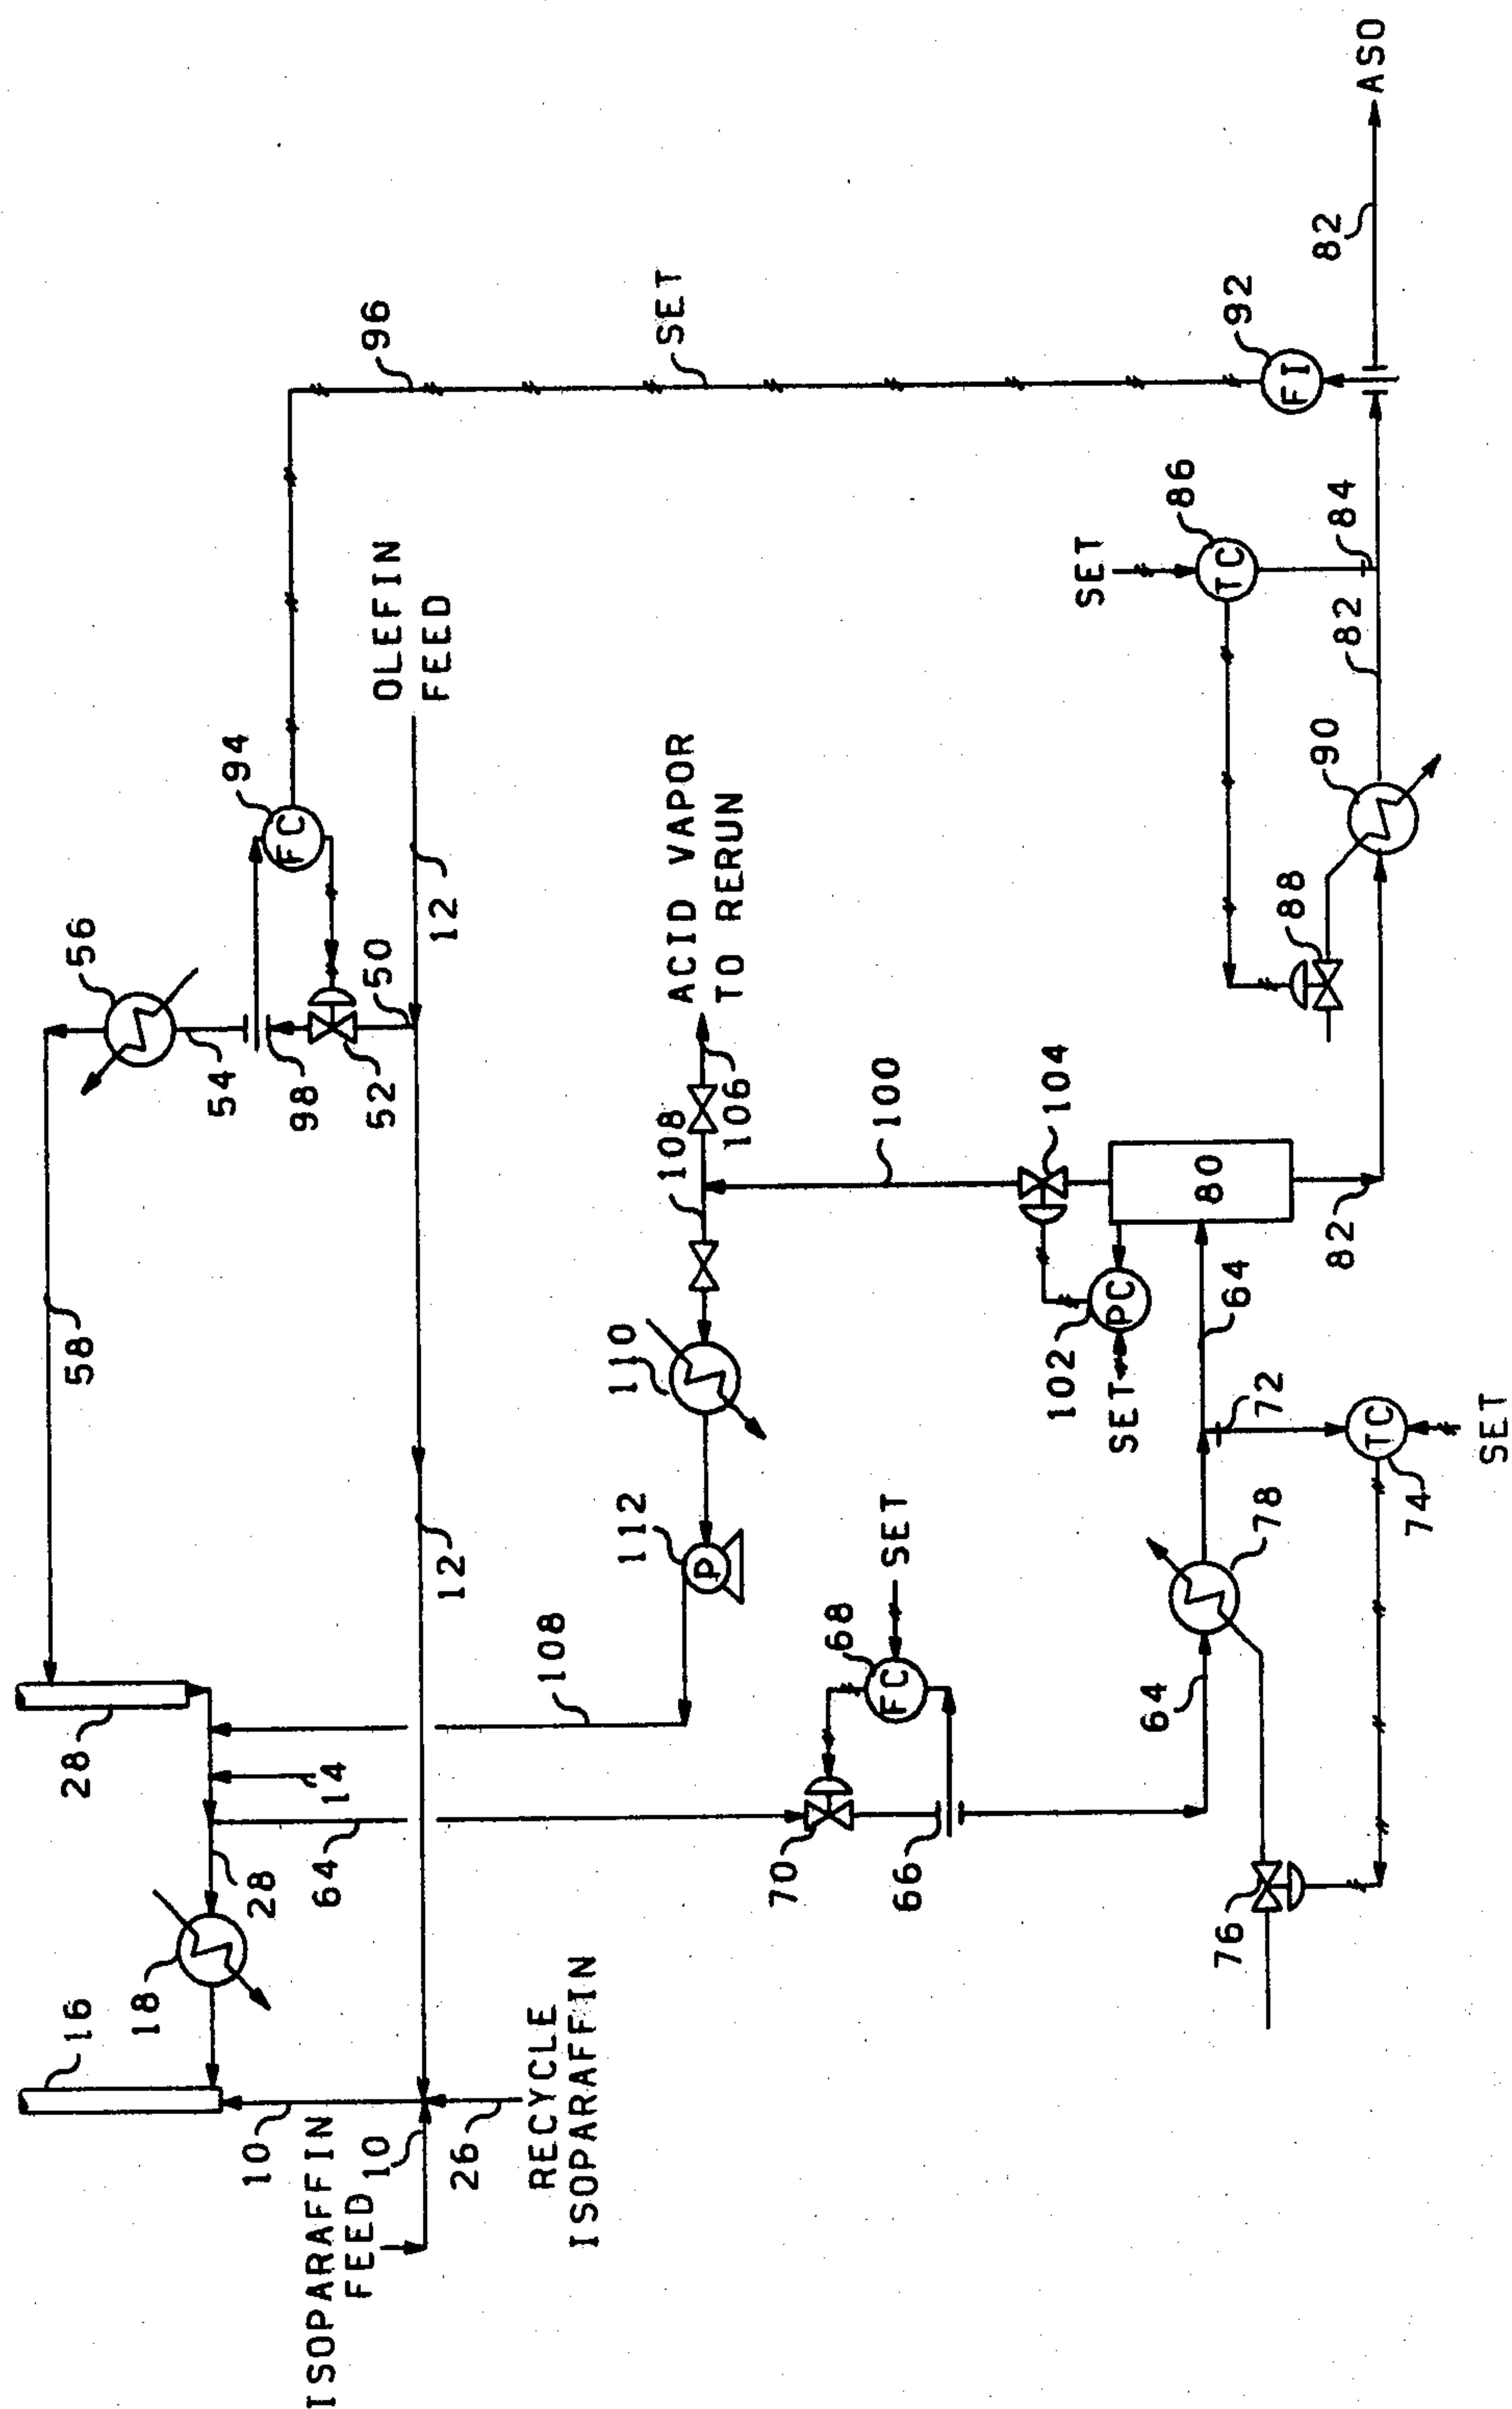 16
18
28
64
14
28
108
58
56
54
98
52
50
94
FC
96
12
12
OLEFIN
FEED
10
ISOPARAFFIN
FEED
10
26
RECYCLE
ISOPARAFFIN
SET
112
P
110
108
106
ACID VAPOR
TO RERUN
100
104
70
66
68
FC
SET
102
PC
SET
80
64
64
72
78
76
74
TC
SET
82
88
90
82
84
86
TC
SET
92
FI
82
ASO